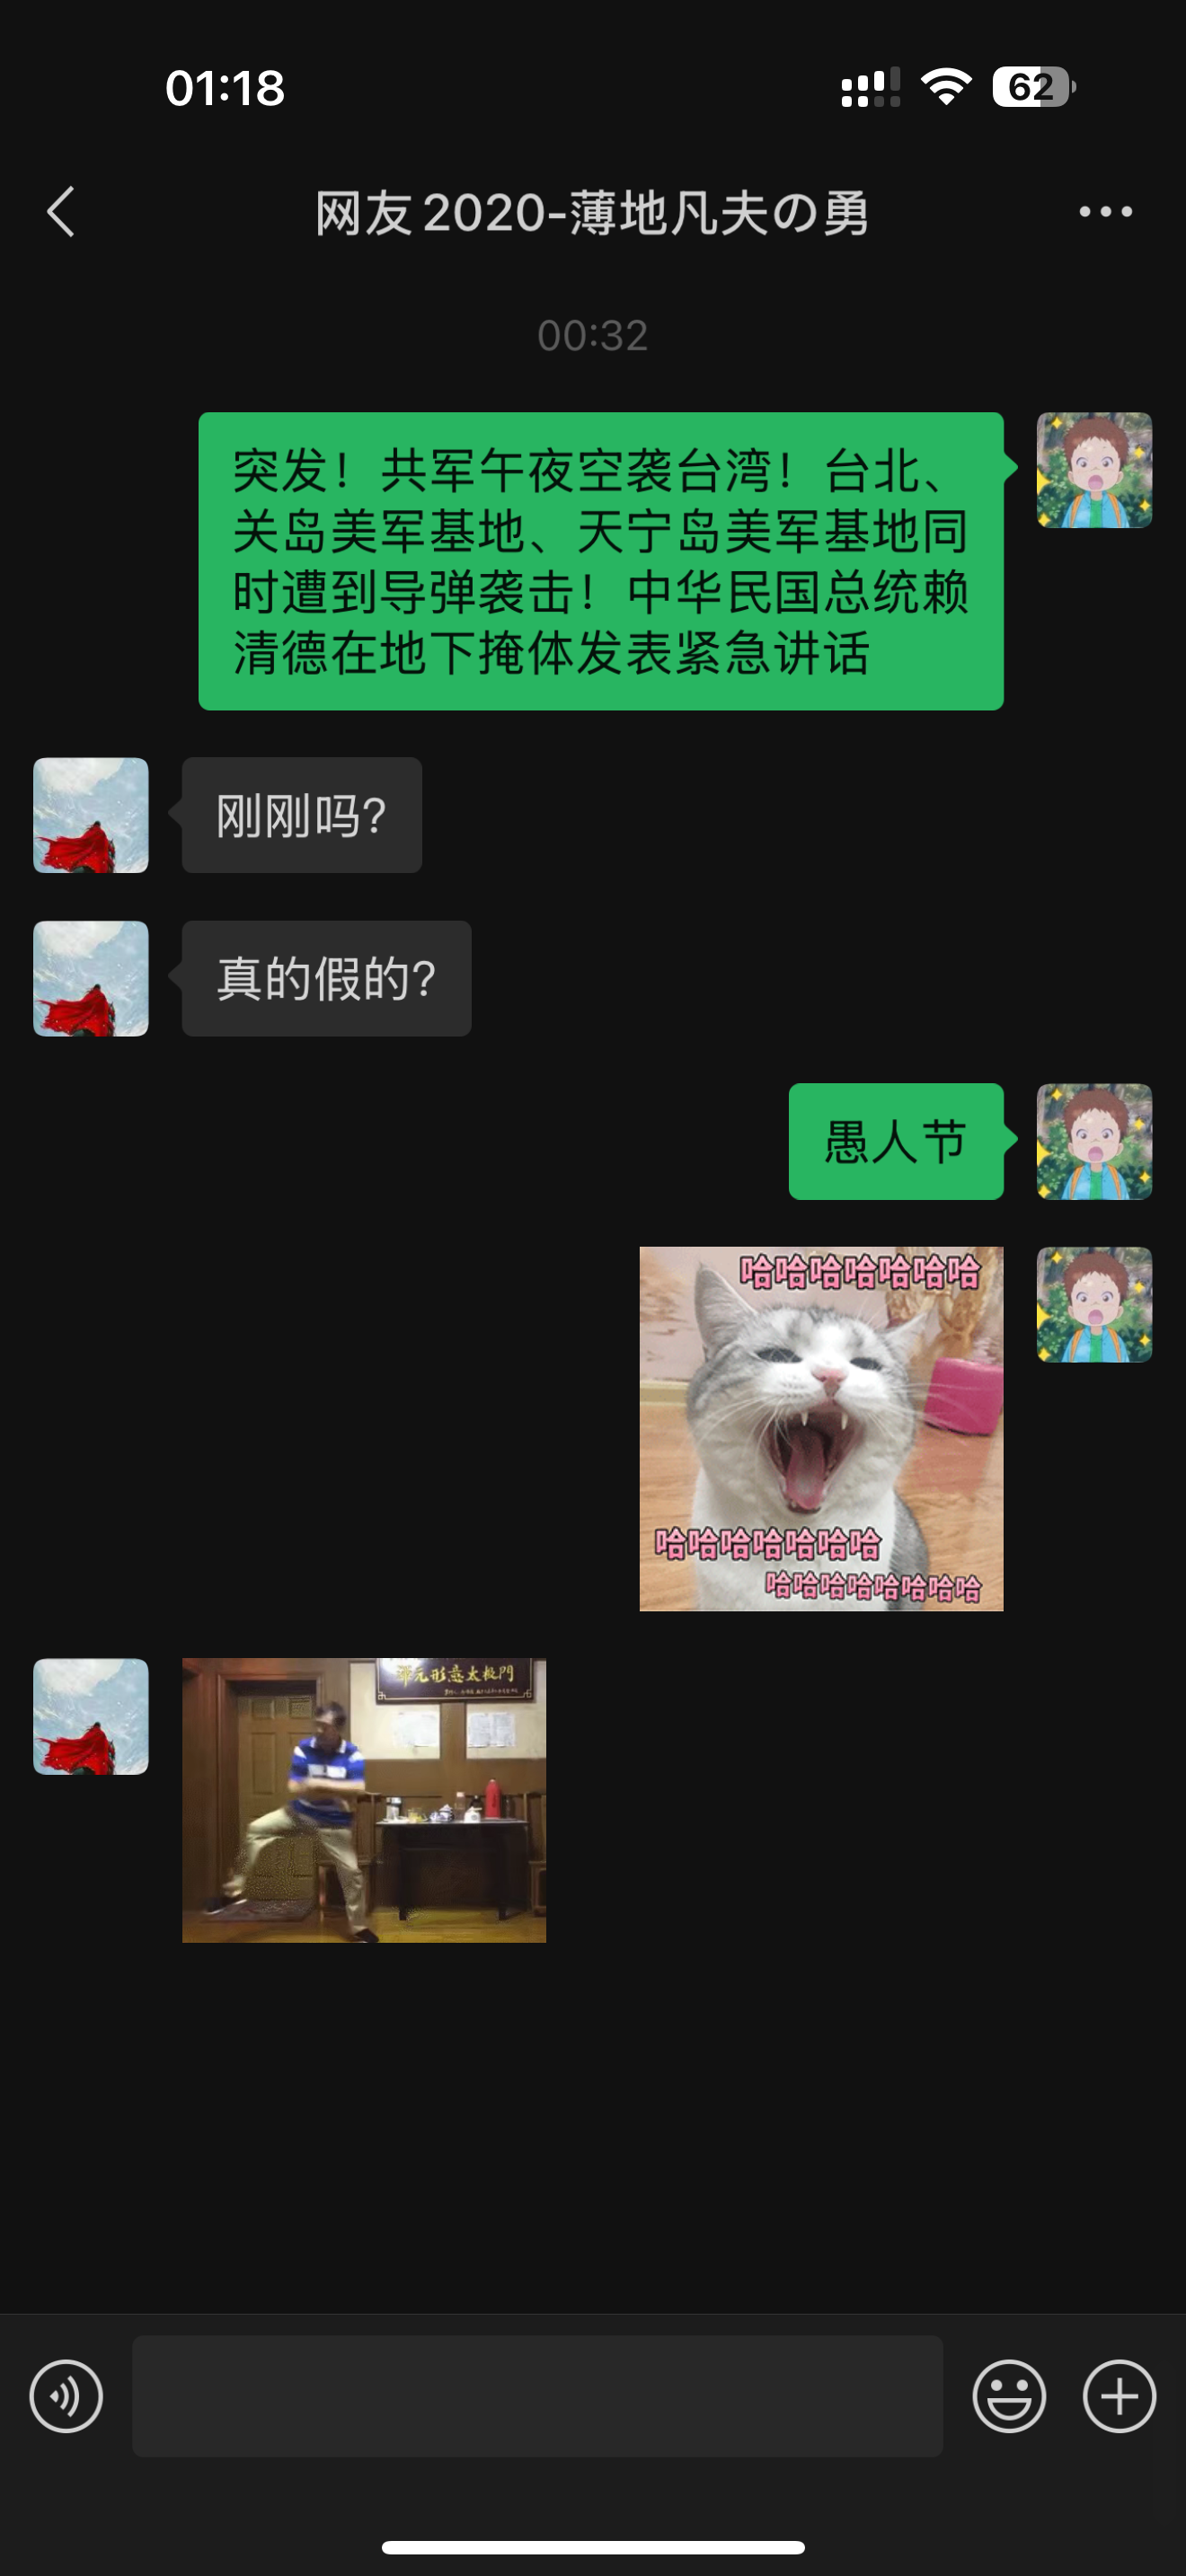 01:18
62
网友2020-薄地凡夫の勇
00:32
突发！共军午夜空袭台湾！台北、
关岛美军基地、天宁岛美军基地同
时遭到导弹袭击！中华民国总统赖
清德在地下掩体发表紧急讲话
刚刚吗?
真的假的?
愚人节
哈哈哈哈哈哈哈
哈哈哈哈哈哈哈
哈哈哈哈哈哈哈哈
渾元形意太极門